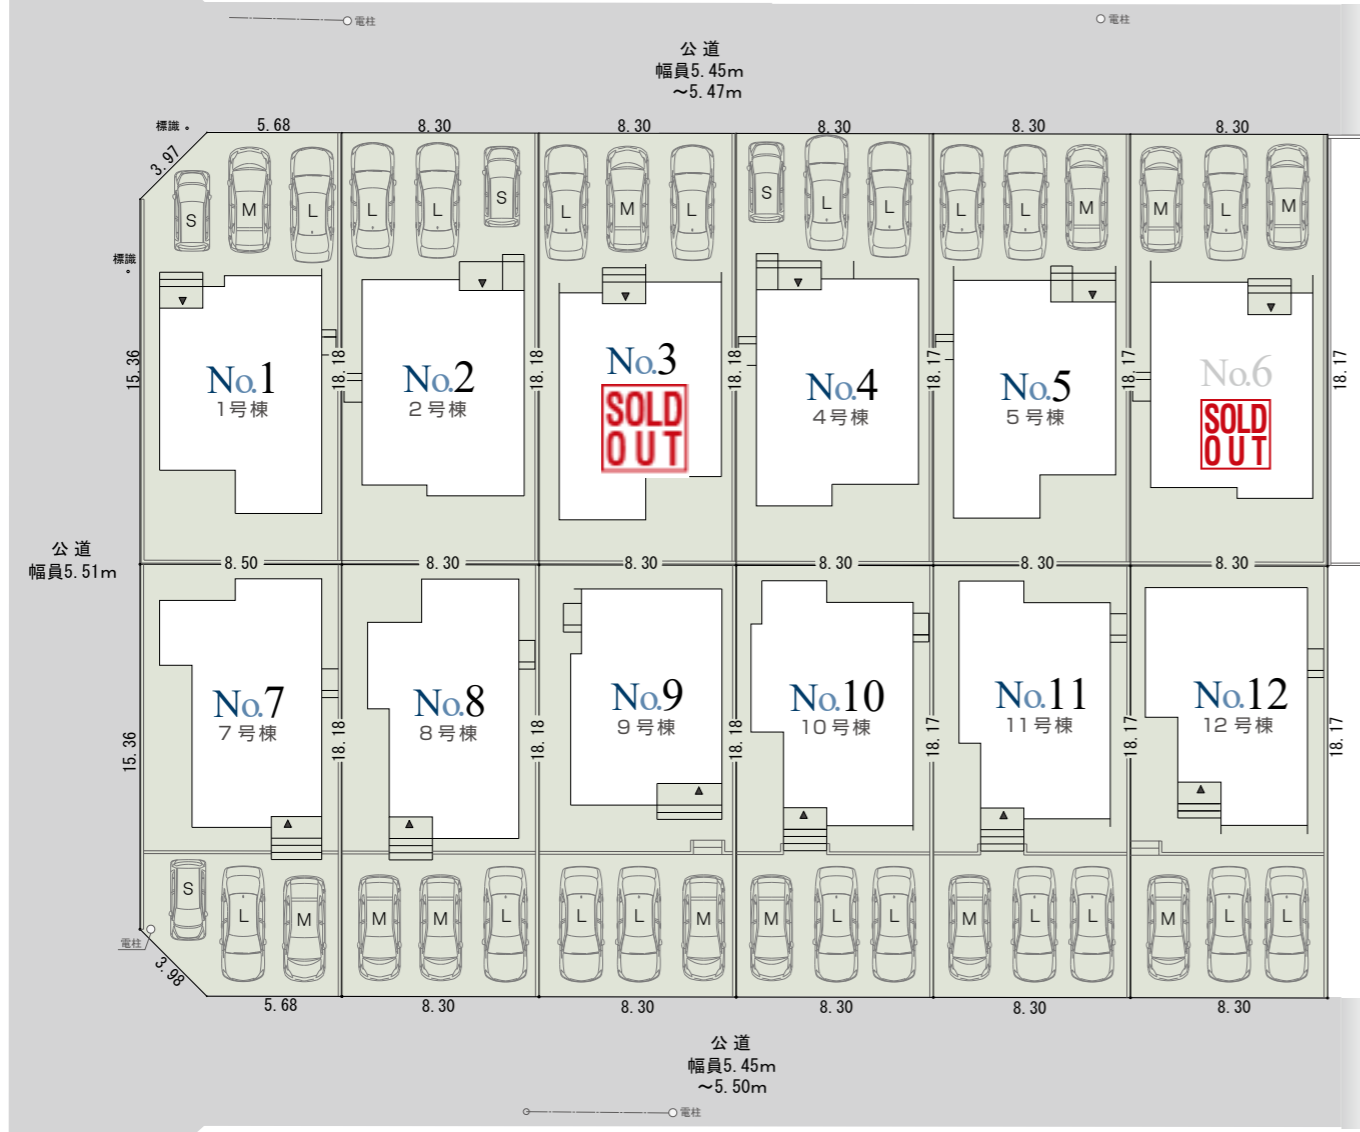 電柱
電柱
公道
幅員5.45m
～5.47m
標識
5.68
8.30
8.30
8.30
8.30
8.30
3.97
S
M
L
L
L
S
L
M
L
S
L
L
L
L
M
M
L
M
標識
15.36
18.18
18.18
18.18
18.17
18.17
18.17
No.1
1号棟
No.2
2号棟
No.3
SOLD
OUT
No.4
4号棟
No.5
5号棟
No.6
SOLD
OUT
公道
幅員5.51m
8.50
8.30
8.30
8.30
8.30
8.30
No.7
7号棟
No.8
8号棟
No.9
9号棟
No.10
10号棟
No.11
11号棟
No.12
12号棟
15.36
18.18
18.18
18.18
18.17
18.17
18.17
S
L
M
M
M
L
L
L
M
M
L
L
M
L
L
M
L
L
電柱
3.98
5.68
8.30
8.30
8.30
8.30
8.30
公道
幅員5.45m
～5.50m
電柱